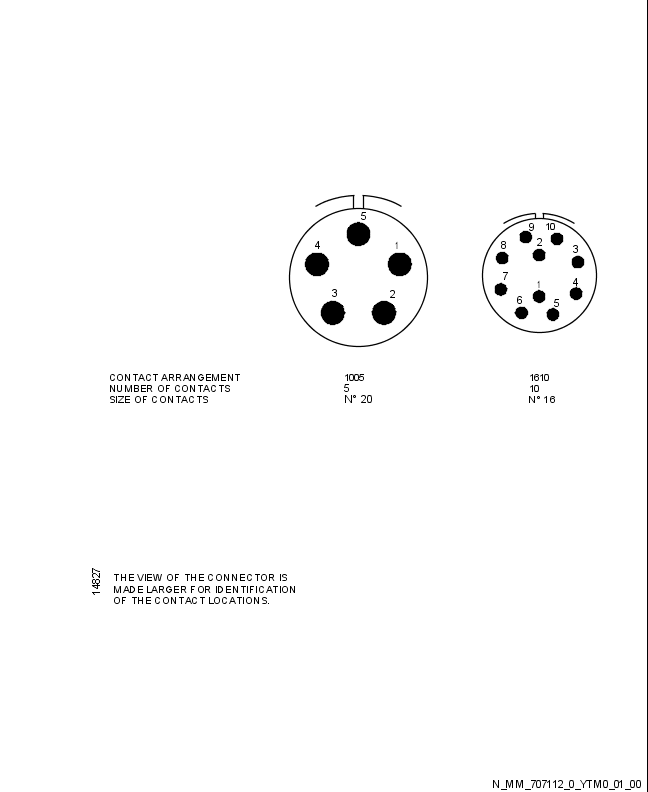 5
4
1
3
2
9 10
8
2
3
7
1
4
6
5
CONTACT ARRANGEMENT 1005 1610
NUMBER OF CONTACTS 5 10
SIZE OF CONTACTS N° 20 N° 16
14827
THE VIEW OF THE CONNECTOR IS
MADE LARGER FOR IDENTIFICATION
OF THE CONTACT LOCATIONS.
N_MM_707112_0_YTM0_01_00